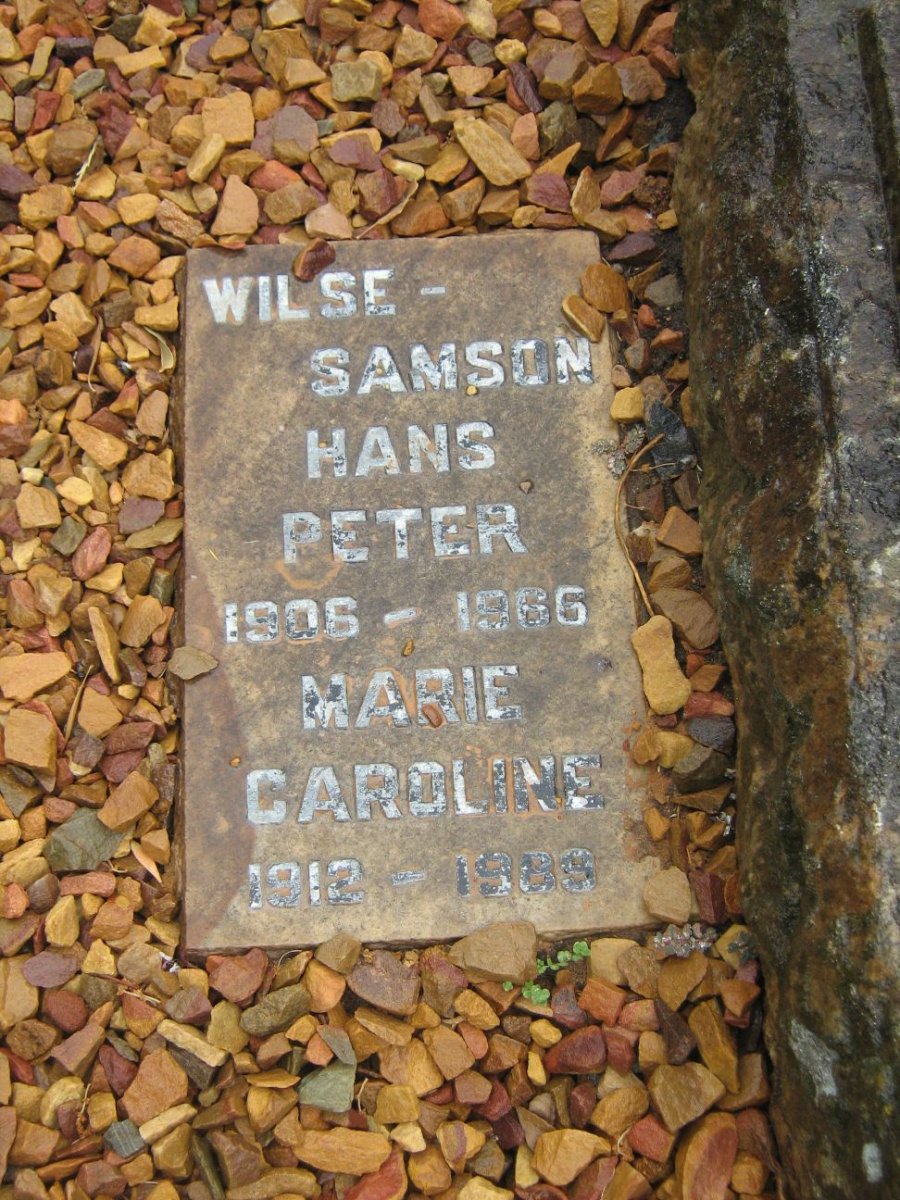 WILSE -
SAMSON
HANS
PETER
1906 - 1966
MARIE
CAROLINE
1912 - 1989